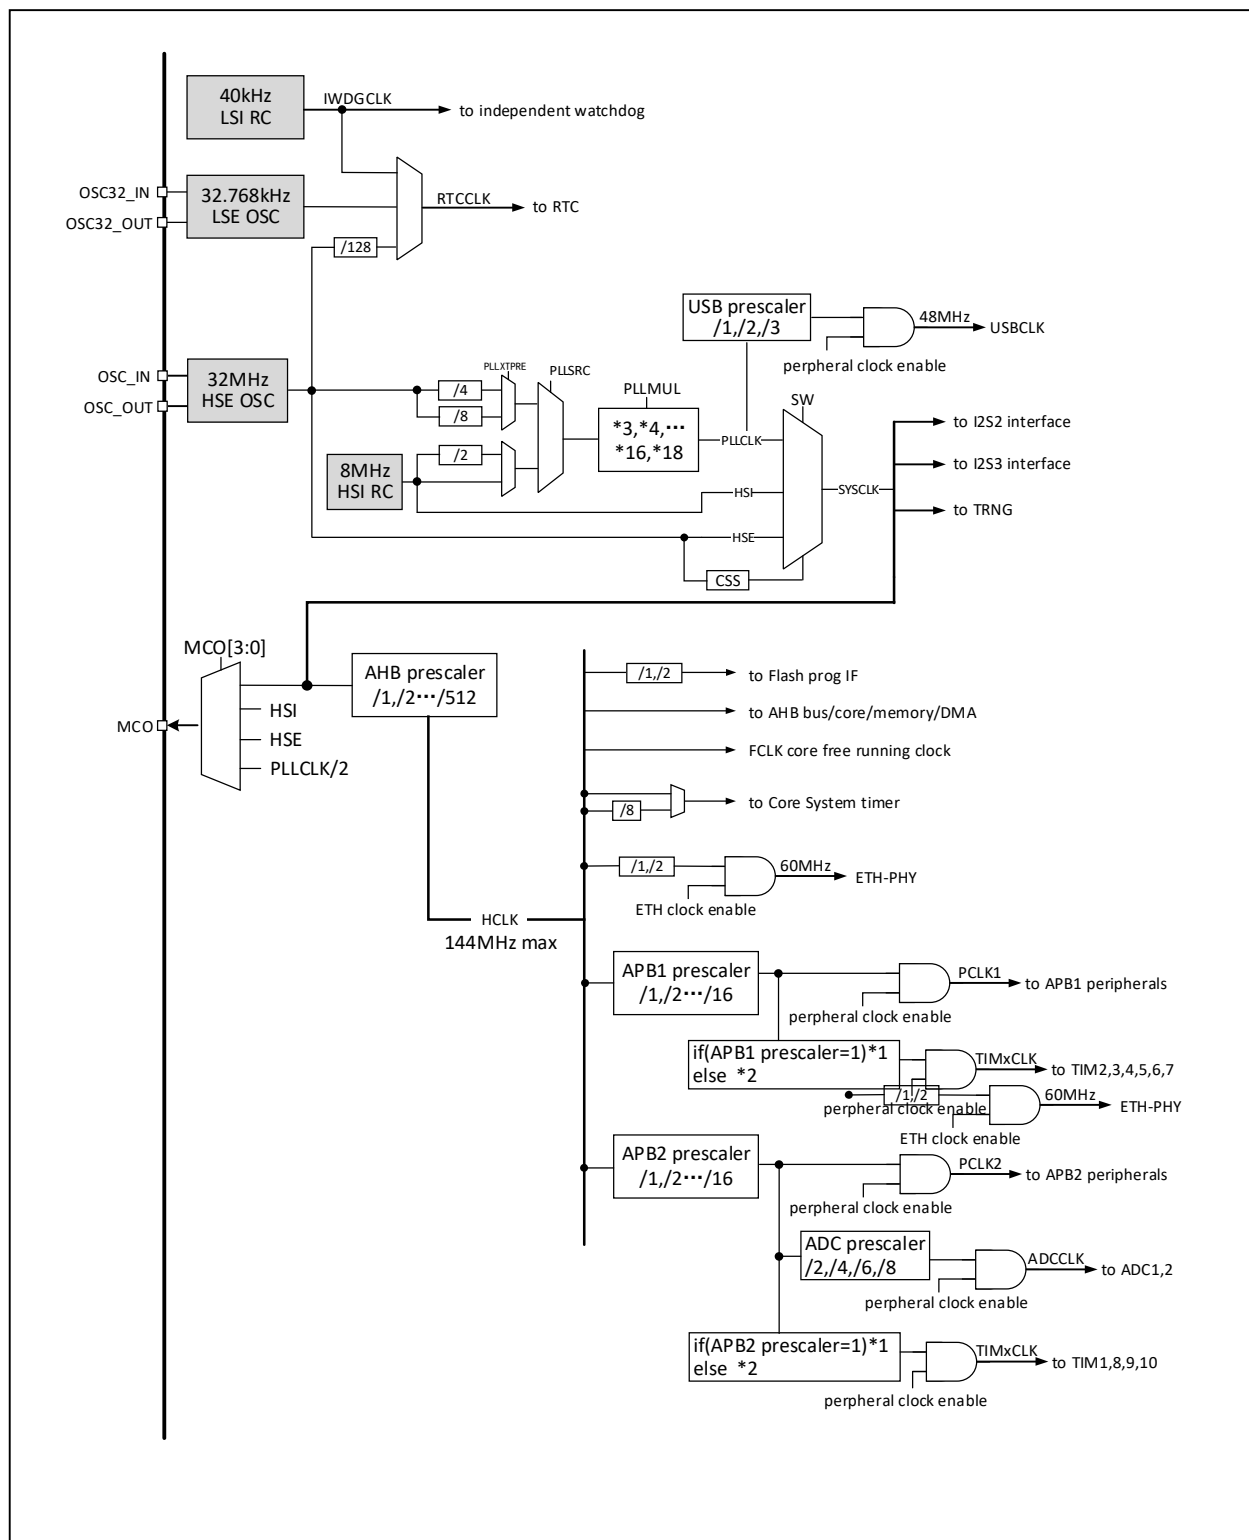 40kHz
LSI RC
IWDGCLK
to independent watchdog
OSC32_IN
OSC32_OUT
32.768kHz
LSE OSC
RTCCLK
to RTC
/128
USB prescaler
/1,/2,/3
48MHz
USBCLK
perpheral clock enable
OSC_IN
OSC_OUT
32MHz
HSE OSC
PLLXTPRE
PLLSRC
/4
/8
PLLMUL
*3,*4,⋯
*16,*18
PLLCLK
SW
to I2S2 interface
to I2S3 interface
to TRNG
8MHz
HSI RC
/2
HSI
SYSCLK
HSE
CSS
MCO[3:0]
MCO
HSI
HSE
PLLCLK/2
AHB prescaler
/1,/2⋯/512
/1,/2
to Flash prog IF
to AHB bus/core/memory/DMA
FCLK core free running clock
/8
to Core System timer
/1,/2
60MHz
ETH-PHY
ETH clock enable
HCLK
144MHz max
APB1 prescaler
/1,/2⋯/16
PCLK1
to APB1 peripherals
perpheral clock enable
if(APB1 prescaler=1)*1
else *2
TIMxCLK
to TIM2,3,4,5,6,7
/1,/2
perpheral clock enable
60MHz
ETH-PHY
ETH clock enable
APB2 prescaler
/1,/2⋯/16
PCLK2
to APB2 peripherals
perpheral clock enable
ADC prescaler
/2,/4,/6,/8
ADCCLK
to ADC1,2
perpheral clock enable
if(APB2 prescaler=1)*1
else *2
TIMxCLK
to TIM1,8,9,10
perpheral clock enable